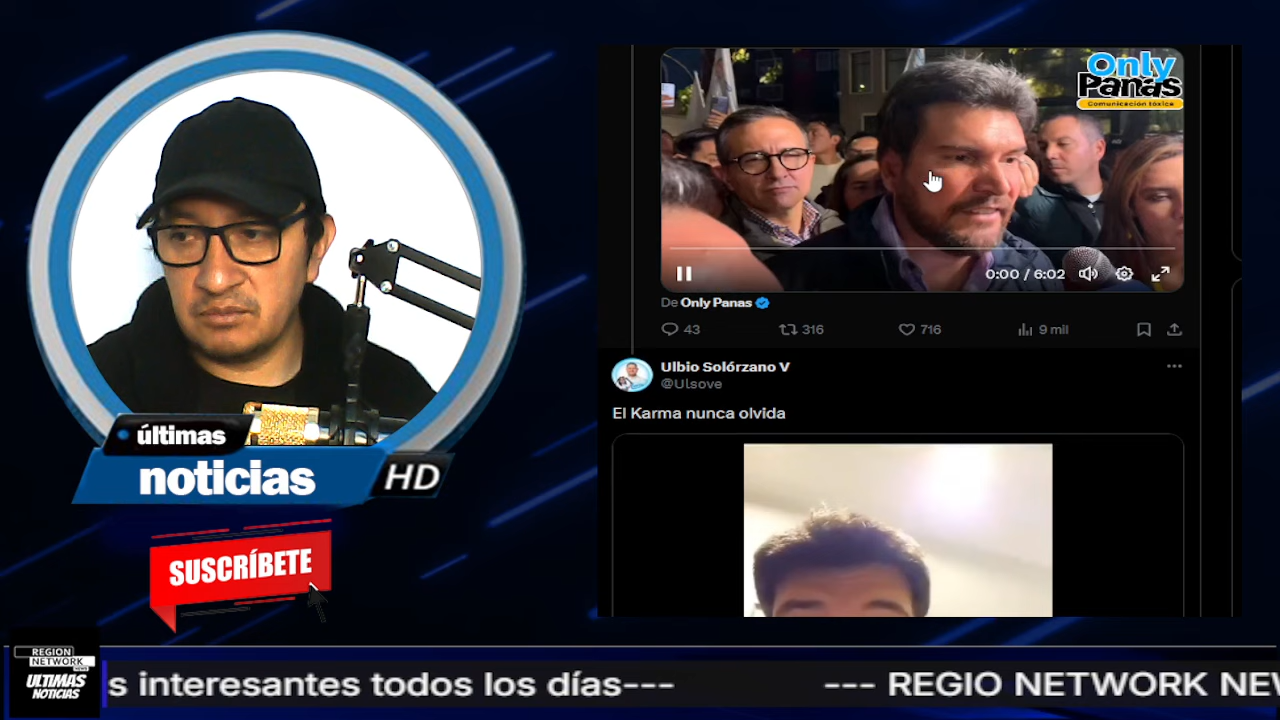 Only
Panas
Comunicación tóxica
0:00 / 6:02
De Only Panas
43
316
716
9 mil
Ulbio Solórzano V
@Ulsove
El Karma nunca olvida
últimas
noticias
HD
SUSCRÍBETE
REGION
NETWORK
NEWS
ULTIMAS
NOTICIAS
s interesantes todos los días---
--- REGIO NETWORK NEW